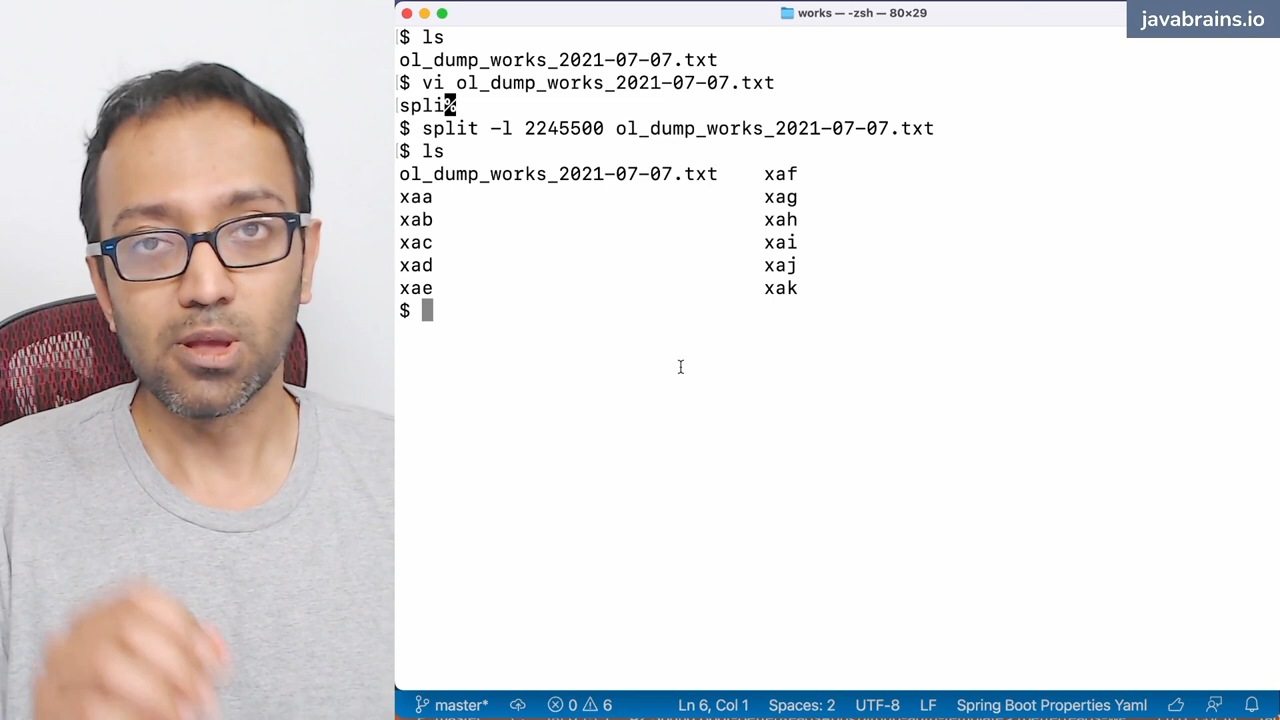 works — -zsh — 80×29
javabrains.io
$ ls
ol_dump_works_2021-07-07.txt
$ vi ol_dump_works_2021-07-07.txt
spli%
$ split -l 2245500 ol_dump_works_2021-07-07.txt
$ ls
ol_dump_works_2021-07-07.txt xaf
xaa xag
xab xah
xac xai
xad xaj
xae xak
$
master* 0 6 Ln 6, Col 1 Spaces: 2 UTF-8 LF Spring Boot Properties Yaml